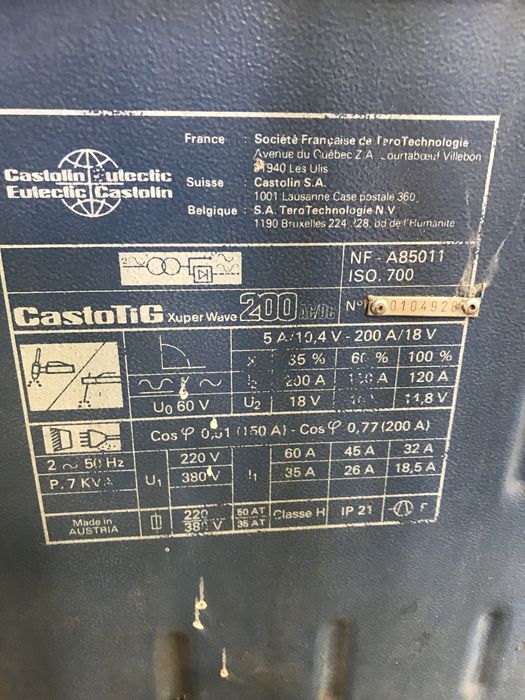 Castolin Eutectic
Eutectic Castolin
France : Société Française de TeroTechnologie
Avenue du Québec Z.A. Courtabœuf Villebon
91940 Les Ulis
Suisse : Castolin S.A.
1001 Lausanne Case postale 360
Belgique : S.A. TeroTechnologie N.V.
1190 Bruxelles 224/228, bd de l'Humanite
NF - A85011
ISO. 700
CastoTiG Xuper Wave 200 AC/DC N° 0104928
5 A/10,4 V - 200 A/18 V
X 35 % 60 % 100 %
I2 200 A A 120 A
U0 60 V U2 18 V 14,8 V
Cos φ 0,91 (150 A) - Cos φ 0,77 (200 A)
2 ~ 50 Hz
P. 7 KVA
U1 220 V I1 60 A 45 A 32 A
380 V 35 A 26 A 18,5 A
Made in
AUSTRIA
220 50 AT
380 V 35 AT
Classe H IP 21 F